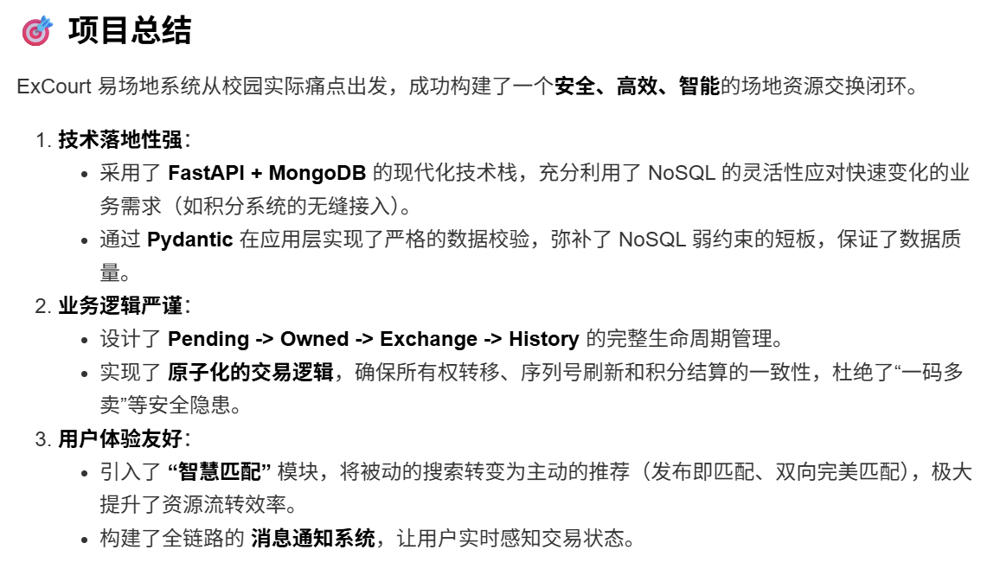 🎯 项目总结
ExCourt 易场地系统从校园实际痛点出发，成功构建了一个安全、高效、智能的场地资源交换闭环。
1. 技术落地性强：
• 采用了 FastAPI + MongoDB 的现代化技术栈，充分利用了 NoSQL 的灵活性应对快速变化的业
务需求（如积分系统的无缝接入）。
• 通过 Pydantic 在应用层实现了严格的数据校验，弥补了 NoSQL 弱约束的短板，保证了数据质
量。
2. 业务逻辑严谨：
• 设计了 Pending -> Owned -> Exchange -> History 的完整生命周期管理。
• 实现了 原子化的交易逻辑，确保所有权转移、序列号刷新和积分结算的一致性，杜绝了“一码多
卖”等安全隐患。
3. 用户体验友好：
• 引入了 “智慧匹配” 模块，将被动的搜索转变为主动的推荐（发布即匹配、双向完美匹配），极大
提升了资源流转效率。
• 构建了全链路的 消息通知系统，让用户实时感知交易状态。